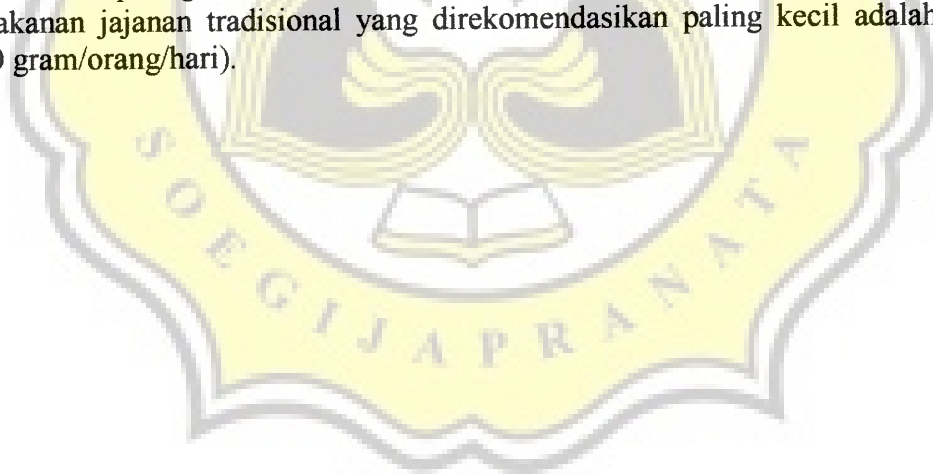 akanan jajanan tradisional yang direkomendasikan paling kecil adalah
gram/orang/hari).
SOEGIJAPRANATA